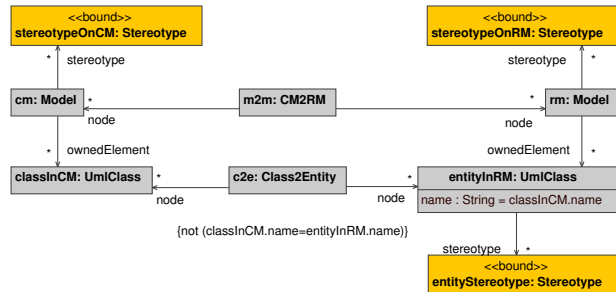 <<bound>>
stereotypeOnCM: Stereotype
<<bound>>
stereotypeOnRM: Stereotype
* stereotype
stereotype *
cm: Model
* node
m2m: CM2RM
* node
rm: Model
* ownedElement
ownedElement *
classInCM: UmlClass
* node
c2e: Class2Entity
* node
entityInRM: UmlClass
name : String = classInCM.name
{not (classInCM.name=entityInRM.name)}
stereotype *
<<bound>>
entityStereotype: Stereotype